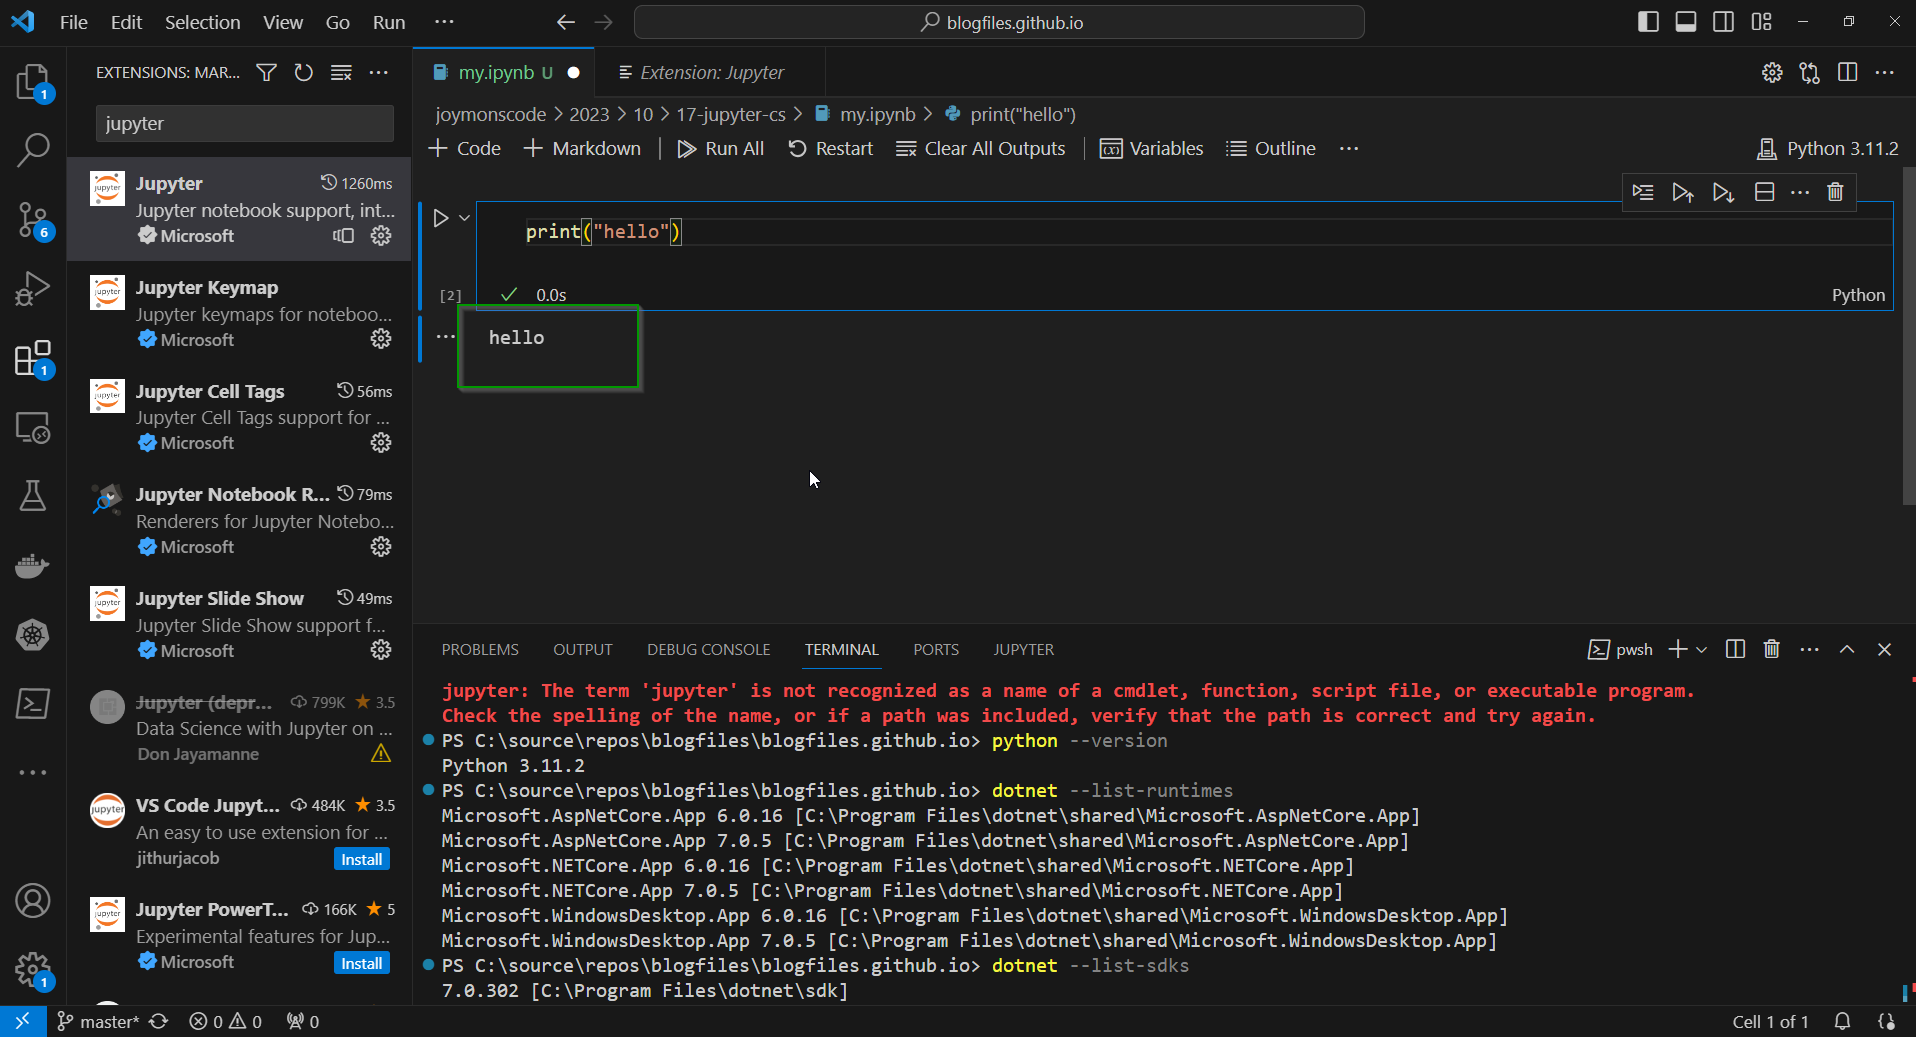 File Edit Selection View Go Run ···
blogfiles.github.io
EXTENSIONS: MAR...
jupyter
Jupyter 1260ms
Jupyter notebook support, int...
Microsoft
Jupyter Keymap
Jupyter keymaps for noteboo...
Microsoft
Jupyter Cell Tags 56ms
Jupyter Cell Tags support for ...
Microsoft
Jupyter Notebook R... 79ms
Renderers for Jupyter Notebo...
Microsoft
Jupyter Slide Show 49ms
Jupyter Slide Show support f...
Microsoft
Jupyter (depr... 799K 3.5
Data Science with Jupyter on ...
Don Jayamanne
VS Code Jupyt... 484K 3.5
An easy to use extension for ...
jithurjacob
Install
Jupyter PowerT... 166K 5
Experimental features for Jup...
Microsoft
Install
my.ipynb U
Extension: Jupyter
joymonscode > 2023 > 10 > 17-jupyter-cs > my.ipynb > print("hello")
+ Code + Markdown | Run All Restart Clear All Outputs | Variables Outline ···
Python 3.11.2
print("hello")
[2] ✓ 0.0s
Python
hello
PROBLEMS OUTPUT DEBUG CONSOLE TERMINAL PORTS JUPYTER
pwsh
jupyter: The term 'jupyter' is not recognized as a name of a cmdlet, function, script file, or executable program.
Check the spelling of the name, or if a path was included, verify that the path is correct and try again.
PS C:\source\repos\blogfiles\blogfiles.github.io> python --version
Python 3.11.2
PS C:\source\repos\blogfiles\blogfiles.github.io> dotnet --list-runtimes
Microsoft.AspNetCore.App 6.0.16 [C:\Program Files\dotnet\shared\Microsoft.AspNetCore.App]
Microsoft.AspNetCore.App 7.0.5 [C:\Program Files\dotnet\shared\Microsoft.AspNetCore.App]
Microsoft.NETCore.App 6.0.16 [C:\Program Files\dotnet\shared\Microsoft.NETCore.App]
Microsoft.NETCore.App 7.0.5 [C:\Program Files\dotnet\shared\Microsoft.NETCore.App]
Microsoft.WindowsDesktop.App 6.0.16 [C:\Program Files\dotnet\shared\Microsoft.WindowsDesktop.App]
Microsoft.WindowsDesktop.App 7.0.5 [C:\Program Files\dotnet\shared\Microsoft.WindowsDesktop.App]
PS C:\source\repos\blogfiles\blogfiles.github.io> dotnet --list-sdks
7.0.302 [C:\Program Files\dotnet\sdk]
1
6
1
1
master* 0 0 0
Cell 1 of 1